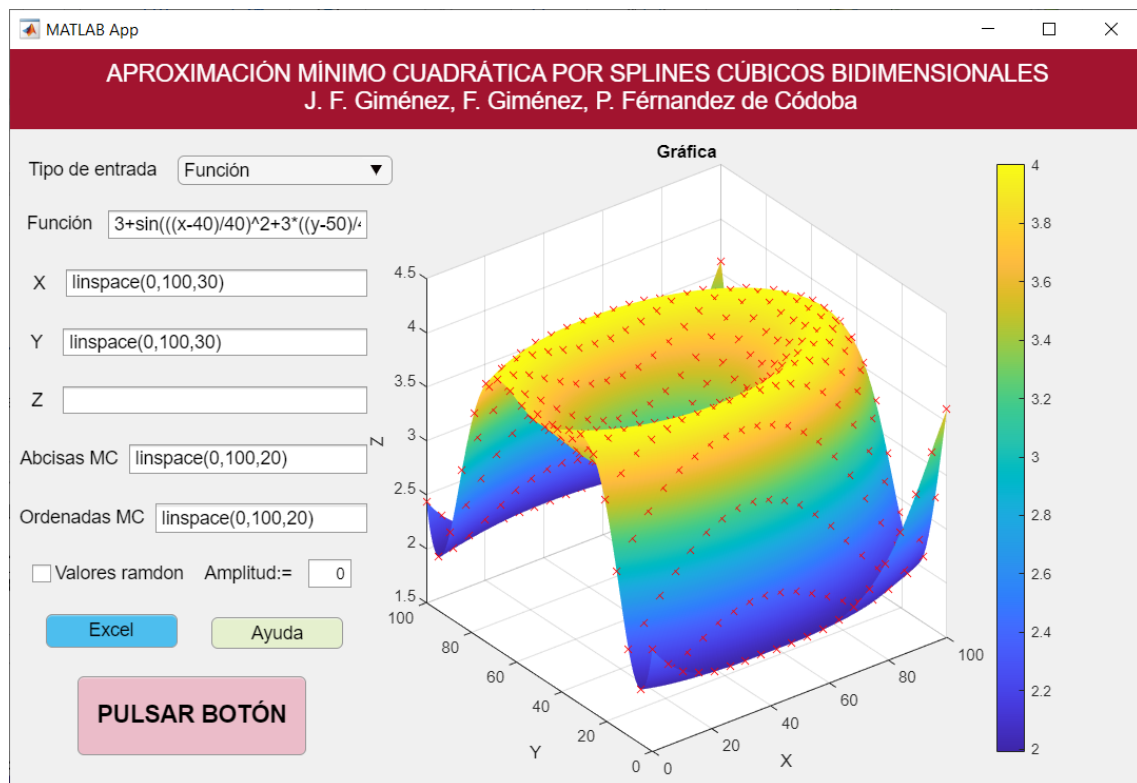 MATLAB App
APROXIMACIÓN MÍNIMO CUADRÁTICA POR SPLINES CÚBICOS BIDIMENSIONALES
J. F. Giménez, F. Giménez, P. Férnandez de Códoba
Tipo de entrada Función
Función 3+sin(((x-40)/40)^2+3*((y-50)/4
X linspace(0,100,30)
Y linspace(0,100,30)
Z
Abcisas MC linspace(0,100,20)
Ordenadas MC linspace(0,100,20)
Valores ramdon Amplitud:= 0
Excel Ayuda
PULSAR BOTÓN
Gráfica
4.5
4
3.5
3
2.5
2
1.5
Z
100
80
60
40
20
0
Y
0
20
40
60
80
100
X
4
3.8
3.6
3.4
3.2
3
2.8
2.6
2.4
2.2
2